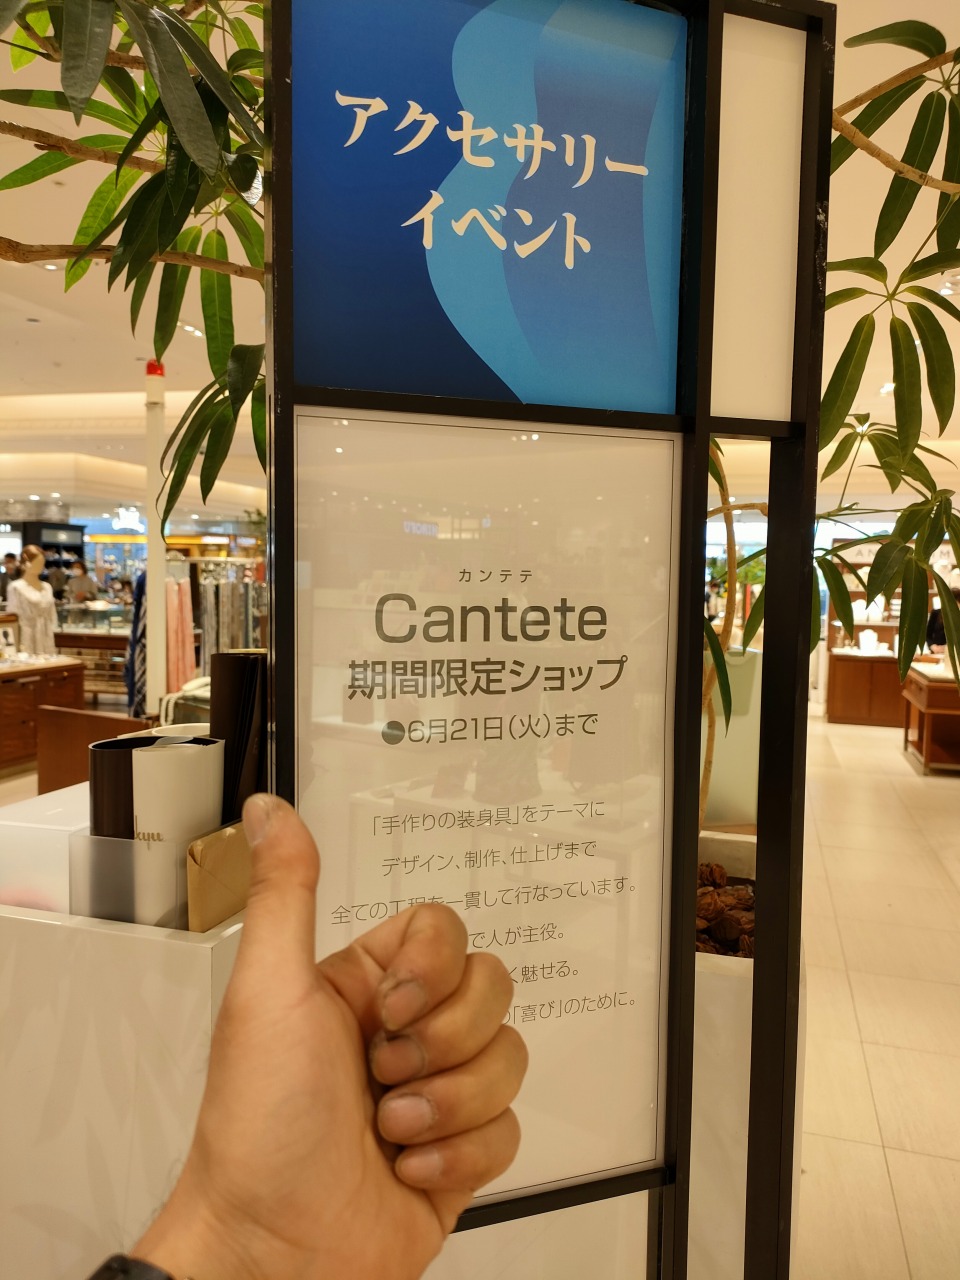 アクセサリー
イベント
カンテテ
Cantete
期間限定ショップ
●6月21日(火)まで
「手作りの装身具」をテーマに
デザイン、制作、仕上げまで
全ての工程を一貫して行なっています。
で人が主役。
く魅せる。
「喜び」のために。